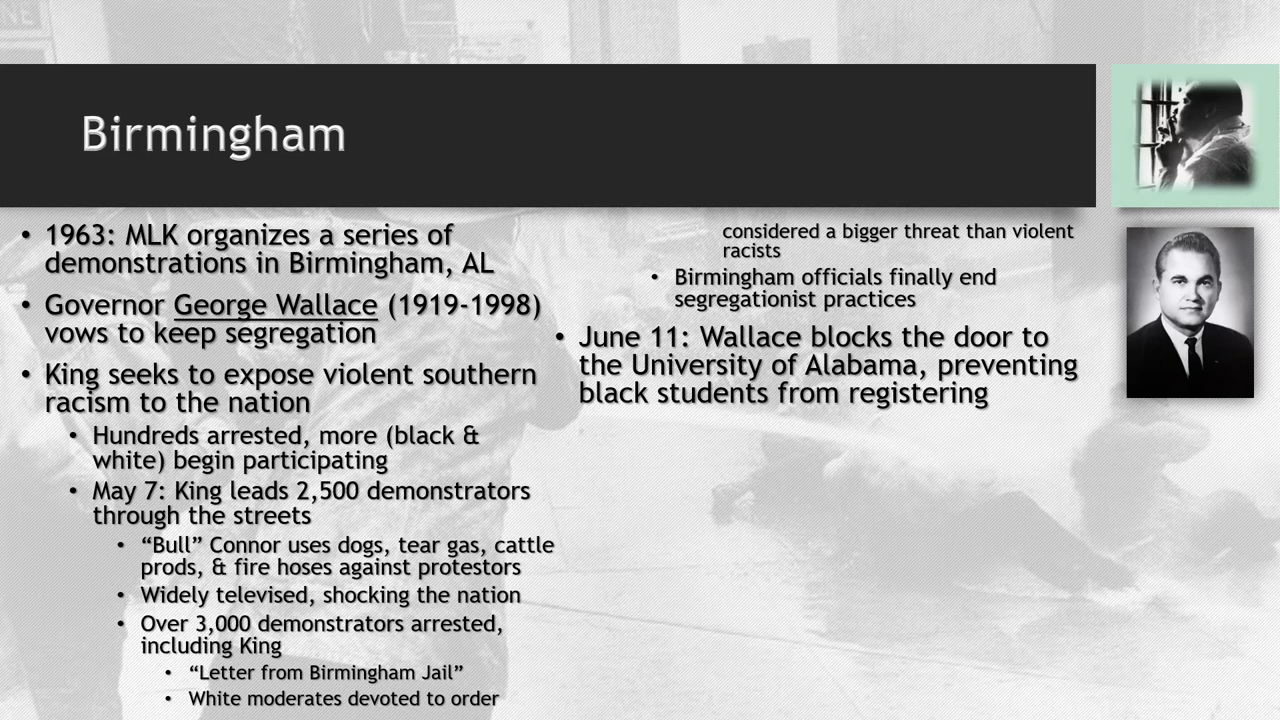 Birmingham
• 1963: MLK organizes a series of
demonstrations in Birmingham, AL
• Governor George Wallace (1919-1998)
vows to keep segregation
• King seeks to expose violent southern
racism to the nation
• Hundreds arrested, more (black &
white) begin participating
• May 7: King leads 2,500 demonstrators
through the streets
• “Bull” Connor uses dogs, tear gas, cattle
prods, & fire hoses against protestors
• Widely televised, shocking the nation
• Over 3,000 demonstrators arrested,
including King
• “Letter from Birmingham Jail”
• White moderates devoted to order
considered a bigger threat than violent
racists
• Birmingham officials finally end
segregationist practices
• June 11: Wallace blocks the door to
the University of Alabama, preventing
black students from registering